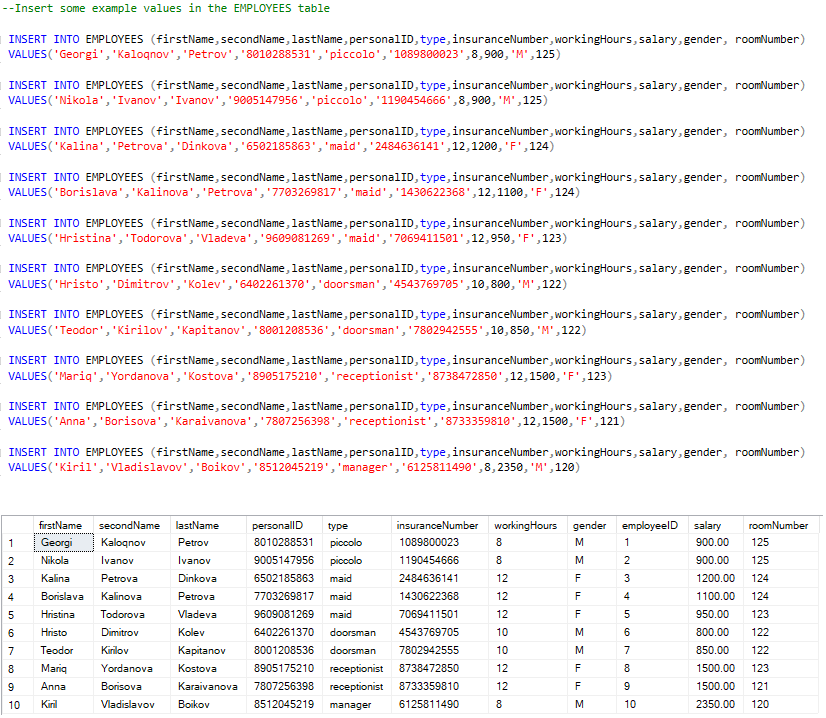 --Insert some example values in the EMPLOYEES table
INSERT INTO EMPLOYEES (firstName,secondName,lastName,personalID,type,insuranceNumber,workingHours,salary,gender, roomNumber)
VALUES('Georgi','Kaloqnov','Petrov','8010288531','piccolo','1089800023',8,900,'M',125)
INSERT INTO EMPLOYEES (firstName,secondName,lastName,personalID,type,insuranceNumber,workingHours,salary,gender, roomNumber)
VALUES('Nikola','Ivanov','Ivanov','9005147956','piccolo','1190454666',8,900,'M',125)
INSERT INTO EMPLOYEES (firstName,secondName,lastName,personalID,type,insuranceNumber,workingHours,salary,gender, roomNumber)
VALUES('Kalina','Petrova','Dinkova','6502185863','maid','2484636141',12,1200,'F',124)
INSERT INTO EMPLOYEES (firstName,secondName,lastName,personalID,type,insuranceNumber,workingHours,salary,gender, roomNumber)
VALUES('Borislava','Kalinova','Petrova','7703269817','maid','1430622368',12,1100,'F',124)
INSERT INTO EMPLOYEES (firstName,secondName,lastName,personalID,type,insuranceNumber,workingHours,salary,gender, roomNumber)
VALUES('Hristina','Todorova','Vladeva','9609081269','maid','7069411501',12,950,'F',123)
INSERT INTO EMPLOYEES (firstName,secondName,lastName,personalID,type,insuranceNumber,workingHours,salary,gender, roomNumber)
VALUES('Hristo','Dimitrov','Kolev','6402261370','doorsman','4543769705',10,800,'M',122)
INSERT INTO EMPLOYEES (firstName,secondName,lastName,personalID,type,insuranceNumber,workingHours,salary,gender, roomNumber)
VALUES('Teodor','Kirilov','Kapitanov','8001208536','doorsman','7802942555',10,850,'M',122)
INSERT INTO EMPLOYEES (firstName,secondName,lastName,personalID,type,insuranceNumber,workingHours,salary,gender, roomNumber)
VALUES('Mariq','Yordanova','Kostova','8905175210','receptionist','8738472850',12,1500,'F',123)
INSERT INTO EMPLOYEES (firstName,secondName,lastName,personalID,type,insuranceNumber,workingHours,salary,gender, roomNumber)
VALUES('Anna','Borisova','Karaivanova','7807256398','receptionist','8733359810',12,1500,'F',121)
INSERT INTO EMPLOYEES (firstName,secondName,lastName,personalID,type,insuranceNumber,workingHours,salary,gender, roomNumber)
VALUES('Kiril','Vladislavov','Boikov','8512045219','manager','6125811490',8,2350,'M',120)
firstName secondName lastName personalID type insuranceNumber workingHours gender employeeID salary roomNumber
1 Georgi Kaloqnov Petrov 8010288531 piccolo 1089800023 8 M 1 900.00 125
2 Nikola Ivanov Ivanov 9005147956 piccolo 1190454666 8 M 2 900.00 125
3 Kalina Petrova Dinkova 6502185863 maid 2484636141 12 F 3 1200.00 124
4 Borislava Kalinova Petrova 7703269817 maid 1430622368 12 F 4 1100.00 124
5 Hristina Todorova Vladeva 9609081269 maid 7069411501 12 F 5 950.00 123
6 Hristo Dimitrov Kolev 6402261370 doorsman 4543769705 10 M 6 800.00 122
7 Teodor Kirilov Kapitanov 8001208536 doorsman 7802942555 10 M 7 850.00 122
8 Mariq Yordanova Kostova 8905175210 receptionist 8738472850 12 F 8 1500.00 123
9 Anna Borisova Karaivanova 7807256398 receptionist 8733359810 12 F 9 1500.00 121
10 Kiril Vladislavov Boikov 8512045219 manager 6125811490 8 M 10 2350.00 120